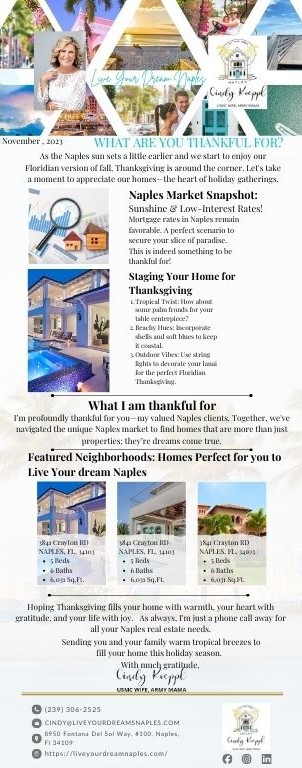 Live Your Dream Naples
NAPLES
Cindy Koeppl
USMC WIFE, ARMY MAMA
November , 2023
WHAT ARE YOU THANKFUL FOR?
As the Naples sun sets a little earlier and we start to enjoy our
Floridian version of fall, Thanksgiving is around the corner. Let's take
a moment to appreciate our homes—the heart of holiday gatherings.
Naples Market Snapshot:
Sunshine & Low-Interest Rates!
Mortgage rates in Naples remain
favorable. A perfect scenario to
secure your slice of paradise.
This is indeed something to be
thankful for!
Staging Your Home for
Thanksgiving
1. Tropical Twist: How about
some palm fronds for your
table centerpiece?
2. Beachy Hues: Incorporate
shells and soft blues to keep
it coastal.
3. Outdoor Vibes: Use string
lights to decorate your lanai
for the perfect Floridian
Thanksgiving.
What I am thankful for
I'm profoundly thankful for you—my valued Naples clients. Together, we've
navigated the unique Naples market to find homes that are more than just
properties; they're dreams come true.
Featured Neighborhoods: Homes Perfect for you to
Live Your dream Naples
3841 Crayton RD
NAPLES, FL, 34103
• 5 Beds
• 6 Baths
• 6,031 Sq.Ft.
3841 Crayton RD
NAPLES, FL, 34103
• 5 Beds
• 6 Baths
• 6,031 Sq.Ft.
3841 Crayton RD
NAPLES, FL, 34103
• 5 Beds
• 6 Baths
• 6,031 Sq.Ft.
Hoping Thanksgiving fills your home with warmth, your heart with
gratitude, and your life with joy. As always, I'm just a phone call away for
all your Naples real estate needs.
Sending you and your family warm tropical breezes to
fill your home this holiday season.
With much gratitude,
Cindy Koeppl
USMC WIFE, ARMY MAMA
(239) 306-2525
CINDY@LIVEYOURDREAMSNAPLES.COM
8950 Fontana Del Sol Way, #100, Naples,
Fl 34109
https://liveyourdreamnaples.com/